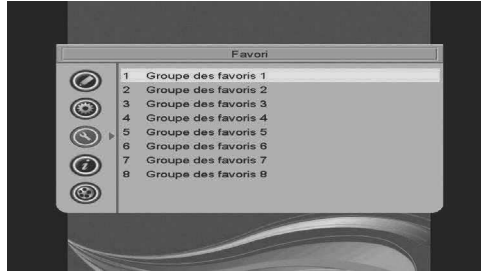 Favori
1 Groupe des favoris 1
2 Groupe des favoris 2
3 Groupe des favoris 3
4 Groupe des favoris 4
5 Groupe des favoris 5
6 Groupe des favoris 6
7 Groupe des favoris 7
8 Groupe des favoris 8